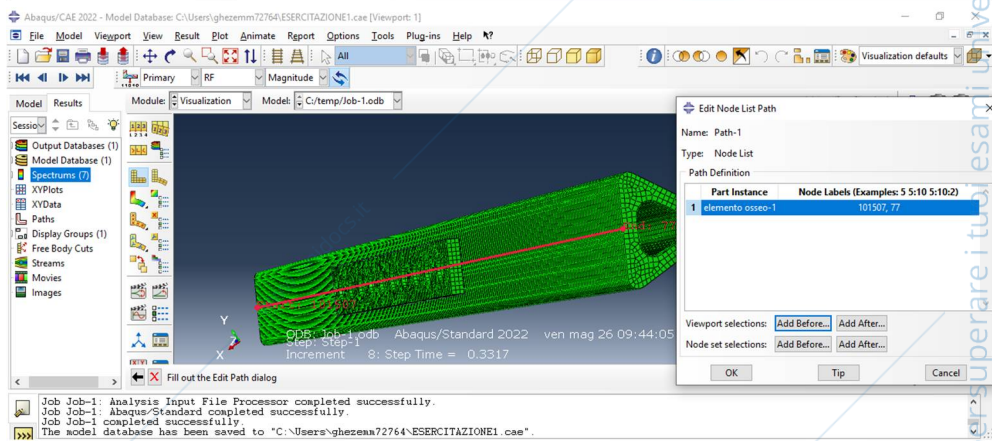 Abaqus/CAE 2022 - Model Database: C:\Users\ghezemm72764\ESERCITAZIONE1.cae [Viewport: 1]
File Model Viewport View Result Plot Animate Report Options Tools Plug-ins Help
All
Visualization defaults
Primary RF Magnitude
Model Results Module: Visualization Model: C:/temp/Job-1.odb
Sessio
Output Databases (1)
Model Database (1)
Spectrums (7)
XYPlots
XYData
Paths
Display Groups (1)
Free Body Cuts
Streams
Movies
Images
Edit Node List Path
Name: Path-1
Type: Node List
Path Definition
Part Instance Node Labels (Examples: 5 5:10 5:10:2)
1 elemento osseo-1 101507, 77
Viewport selections: Add Before... Add After...
Node set selections: Add Before... Add After...
OK Tip Cancel
Y
Z
X
ODB: Job-1.odb Abaqus/Standard 2022 ven mag 26 09:44:05
Step: Step-1
Increment 8: Step Time = 0.3317
Fill out the Edit Path dialog
Job Job-1: Analysis Input File Processor completed successfully.
Job Job-1: Abaqus/Standard completed successfully.
Job Job-1 completed successfully.
The model database has been saved to "C:\Users\ghezemm72764\ESERCITAZIONE1.cae".
superare i tuoi esami